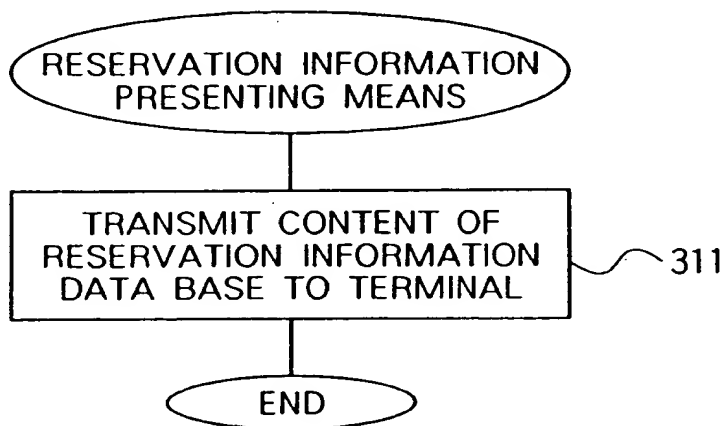 RESERVATION INFORMATION
PRESENTING MEANS
TRANSMIT CONTENT OF
RESERVATION INFORMATION
DATA BASE TO TERMINAL
311
END